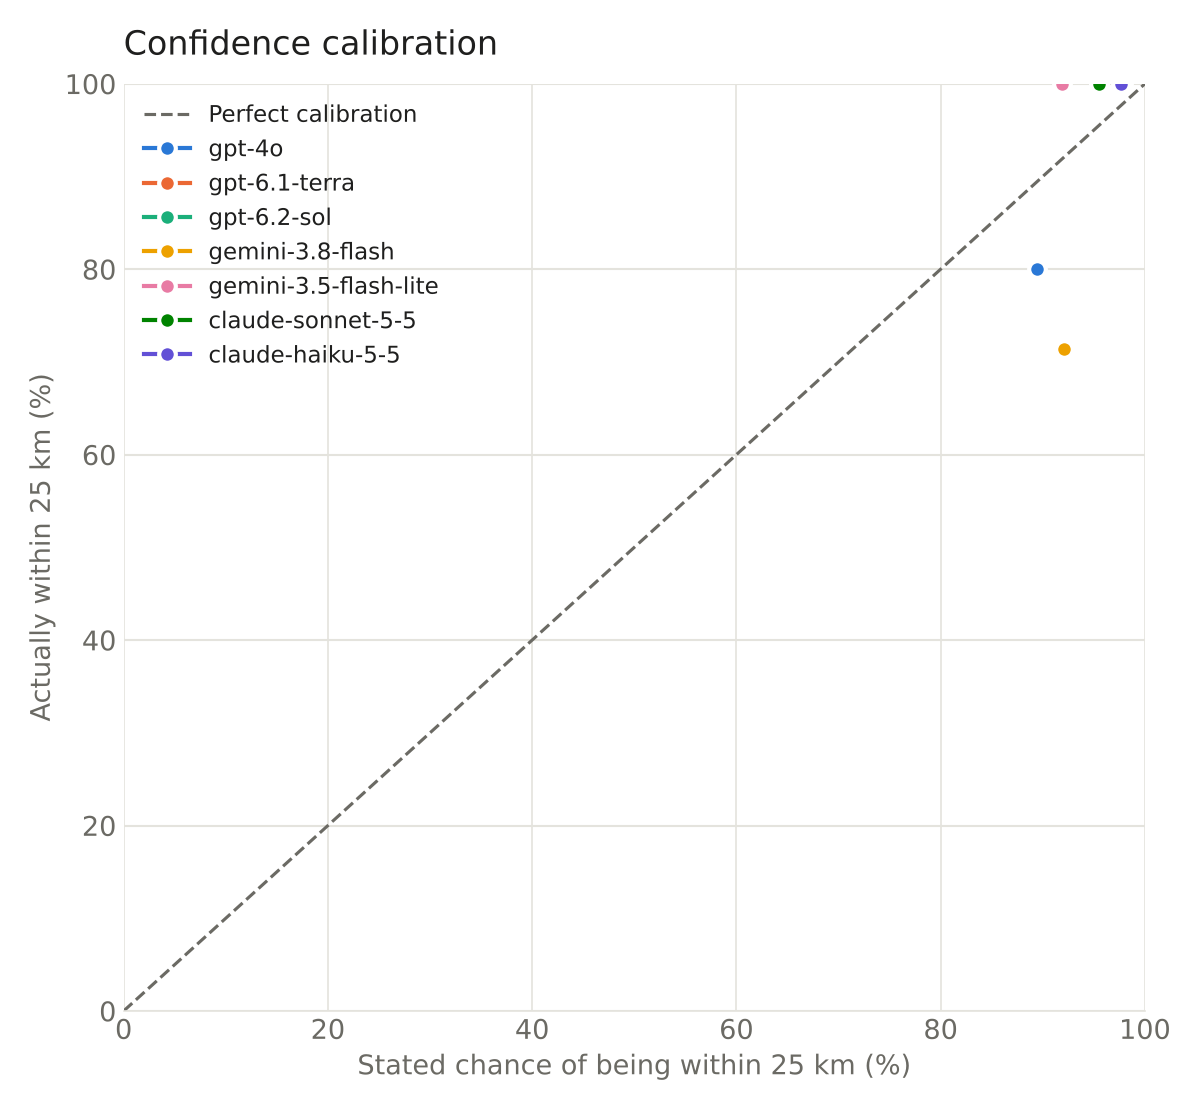 Confidence calibration
100
80
60
40
20
0
Perfect calibration
gpt-4o
gpt-6.1-terra
gpt-6.2-sol
gemini-3.8-flash
gemini-3.5-flash-lite
claude-sonnet-5-5
claude-haiku-5-5
Actually within 25 km (%)
0 20 40 60 80 100
Stated chance of being within 25 km (%)